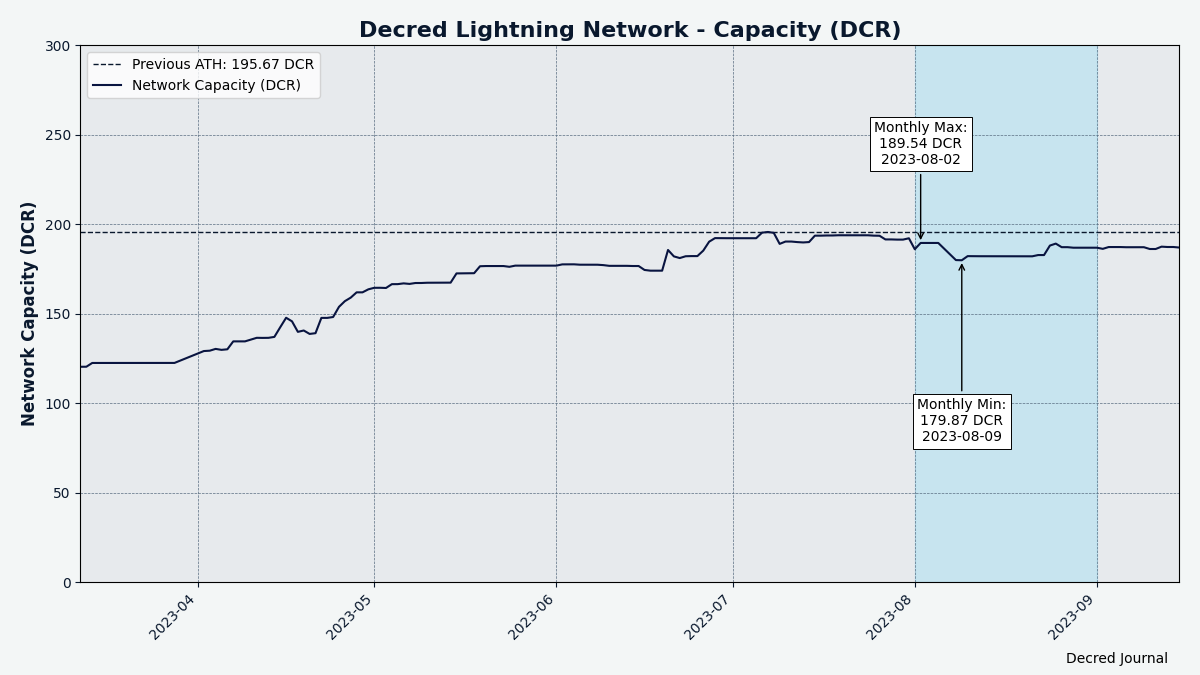 Decred Lightning Network - Capacity (DCR)
Previous ATH: 195.67 DCR
Network Capacity (DCR)
Network Capacity (DCR)
300
250
200
150
100
50
0
Monthly Max:
189.54 DCR
2023-08-02
Monthly Min:
179.87 DCR
2023-08-09
2023-04
2023-05
2023-06
2023-07
2023-08
2023-09
Decred Journal